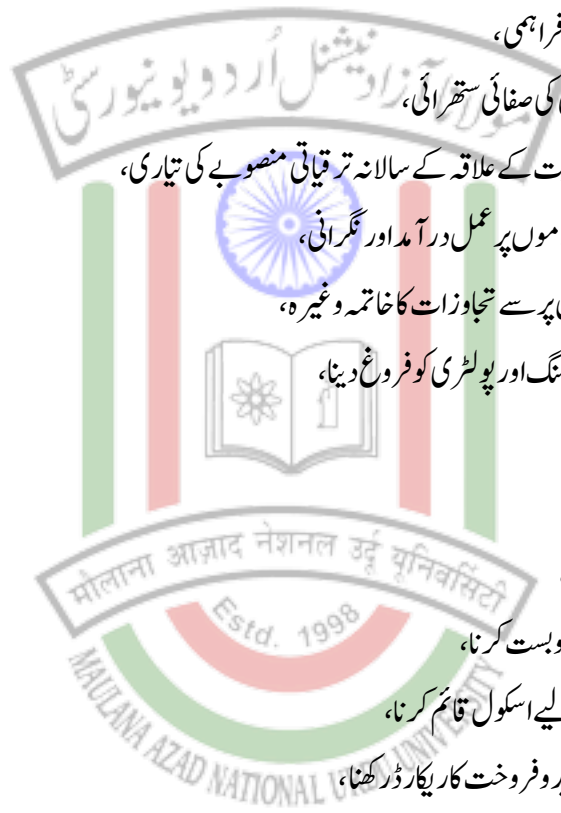 فراہمی،
مولانا آزاد نیشنل اُردو یونیورسٹی
کی صفائی ستھرائی،
ت کے علاقہ کے سالانہ ترقیاتی منصوبے کی تیاری،
موں پر عمل درآمد اور نگرانی،
پر سے تجاوزات کا خاتمہ وغیرہ،
نگ اور پولٹری کو فروغ دینا،
मौलाना आज़ाद नेशनल उर्दू यूनिवर्सिटी
Estd. 1998
وبست کرنا،
لیے اسکول قائم کرنا،
MAULANA AZAD NATIONAL URDU UNIVERSITY
روفروخت کا ریکارڈ رکھنا،